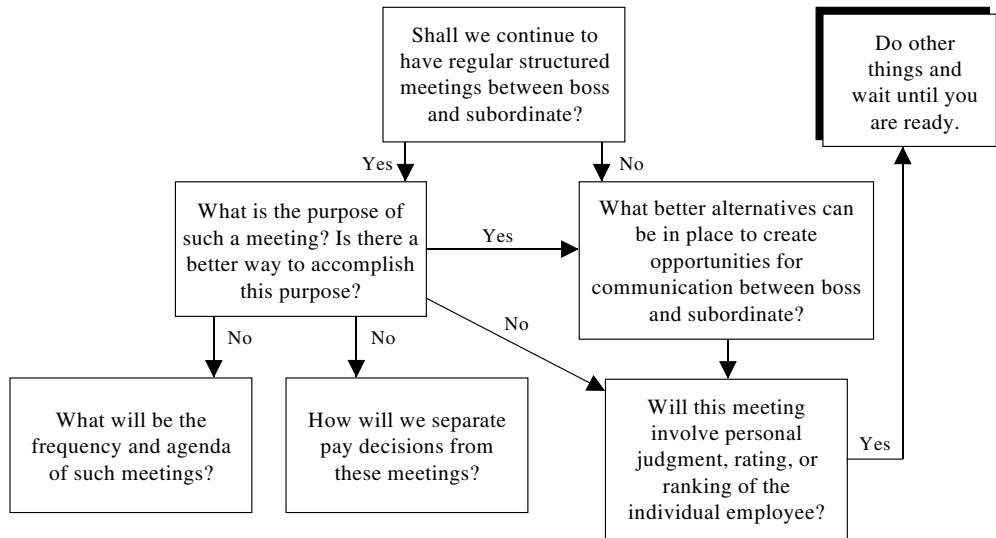 Shall we continue to
have regular structured
meetings between boss
and subordinate?
Do other
things and
wait until you
are ready.
Yes
No
What is the purpose of
such a meeting? Is there a
better way to accomplish
this purpose?
Yes
What better alternatives can
be in place to create
opportunities for
communication between boss
and subordinate?
No
No
No
What will be the
frequency and agenda
of such meetings?
How will we separate
pay decisions from
these meetings?
Will this meeting
involve personal
judgment, rating, or
ranking of the
individual employee?
Yes